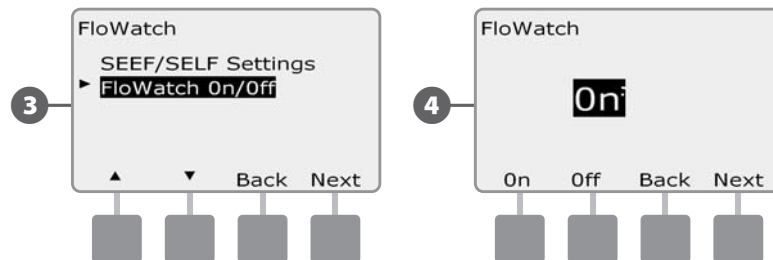 3
FloWatch
SEEF/SELF Settings
► FloWatch On/Off
▲ ▼ Back Next
4
FloWatch
On
On Off Back Next